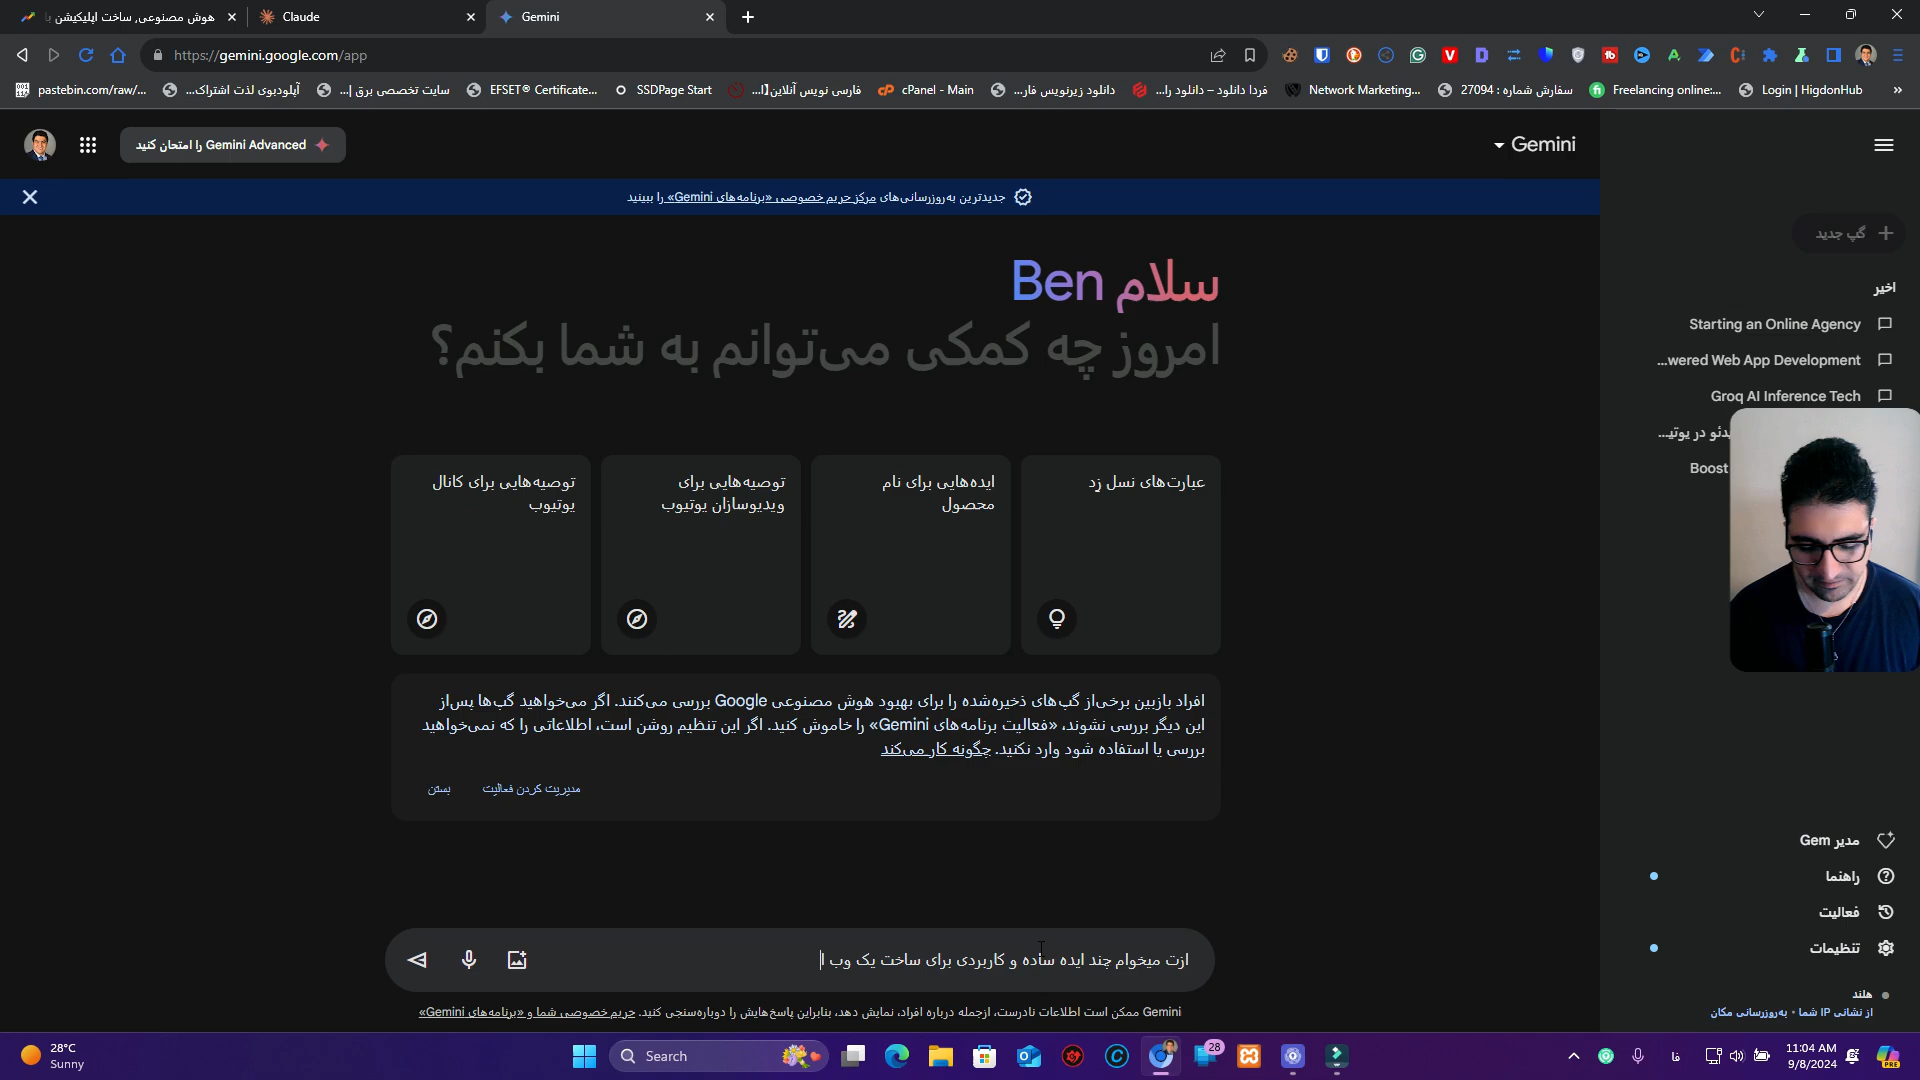 هوش مصنوعی, ساخت اپلیکیشن با
Claude
Gemini
https://gemini.google.com/app
pastebin.com/raw/...
آپلودبوی لذت اشتراک...
سایت تخصصی برق |...
EFSET® Certificate...
SSDPage Start
فارسی نویس آنلاین【ا...
cPanel - Main
دانلود زیرنویس فار...
فردا دانلود – دانلود را...
Network Marketing...
سفارش شماره : 27094
Freelancing online:...
Login | HigdonHub
Gemini Advanced را امتحان کنید
Gemini
جدیدترین به‌روزرسانی‌های مرکز حریم خصوصی «برنامه‌های Gemini» را ببینید
سلام Ben
امروز چه کمکی می‌توانم به شما بکنم؟
عبارت‌های نسل زد
ایده‌هایی برای نام
محصول
توصیه‌هایی برای
ویدیوسازان یوتیوب
توصیه‌هایی برای کانال
یوتیوب
افراد بازبین برخی‌از گپ‌های ذخیره‌شده را برای بهبود هوش مصنوعی Google بررسی می‌کنند. اگر می‌خواهید گپ‌ها پس‌از
این دیگر بررسی نشوند، «فعالیت برنامه‌های Gemini» را خاموش کنید. اگر این تنظیم روشن است، اطلاعاتی را که نمی‌خواهید
بررسی یا استفاده شود وارد نکنید. چگونه کار می‌کند
مدیریت کردن فعالیت
بستن
ازت میخوام چند ایده ساده و کاربردی برای ساخت یک وب ا
Gemini ممکن است اطلاعات نادرست، ازجمله درباره افراد، نمایش دهد، بنابراین پاسخ‌هایش را دوباره‌سنجی کنید. حریم خصوصی شما و «برنامه‌های Gemini»
گپ جدید
اخیر
Starting an Online Agency
...wered Web App Development
Groq AI Inference Tech
یدئو در یوتی...
Boost
مدیر Gem
راهنما
فعالیت
تنظیمات
هلند
از نشانی IP شما • به‌روزرسانی مکان
28°C
Sunny
Search
28
فا
11:04 AM
9/8/2024
PRE